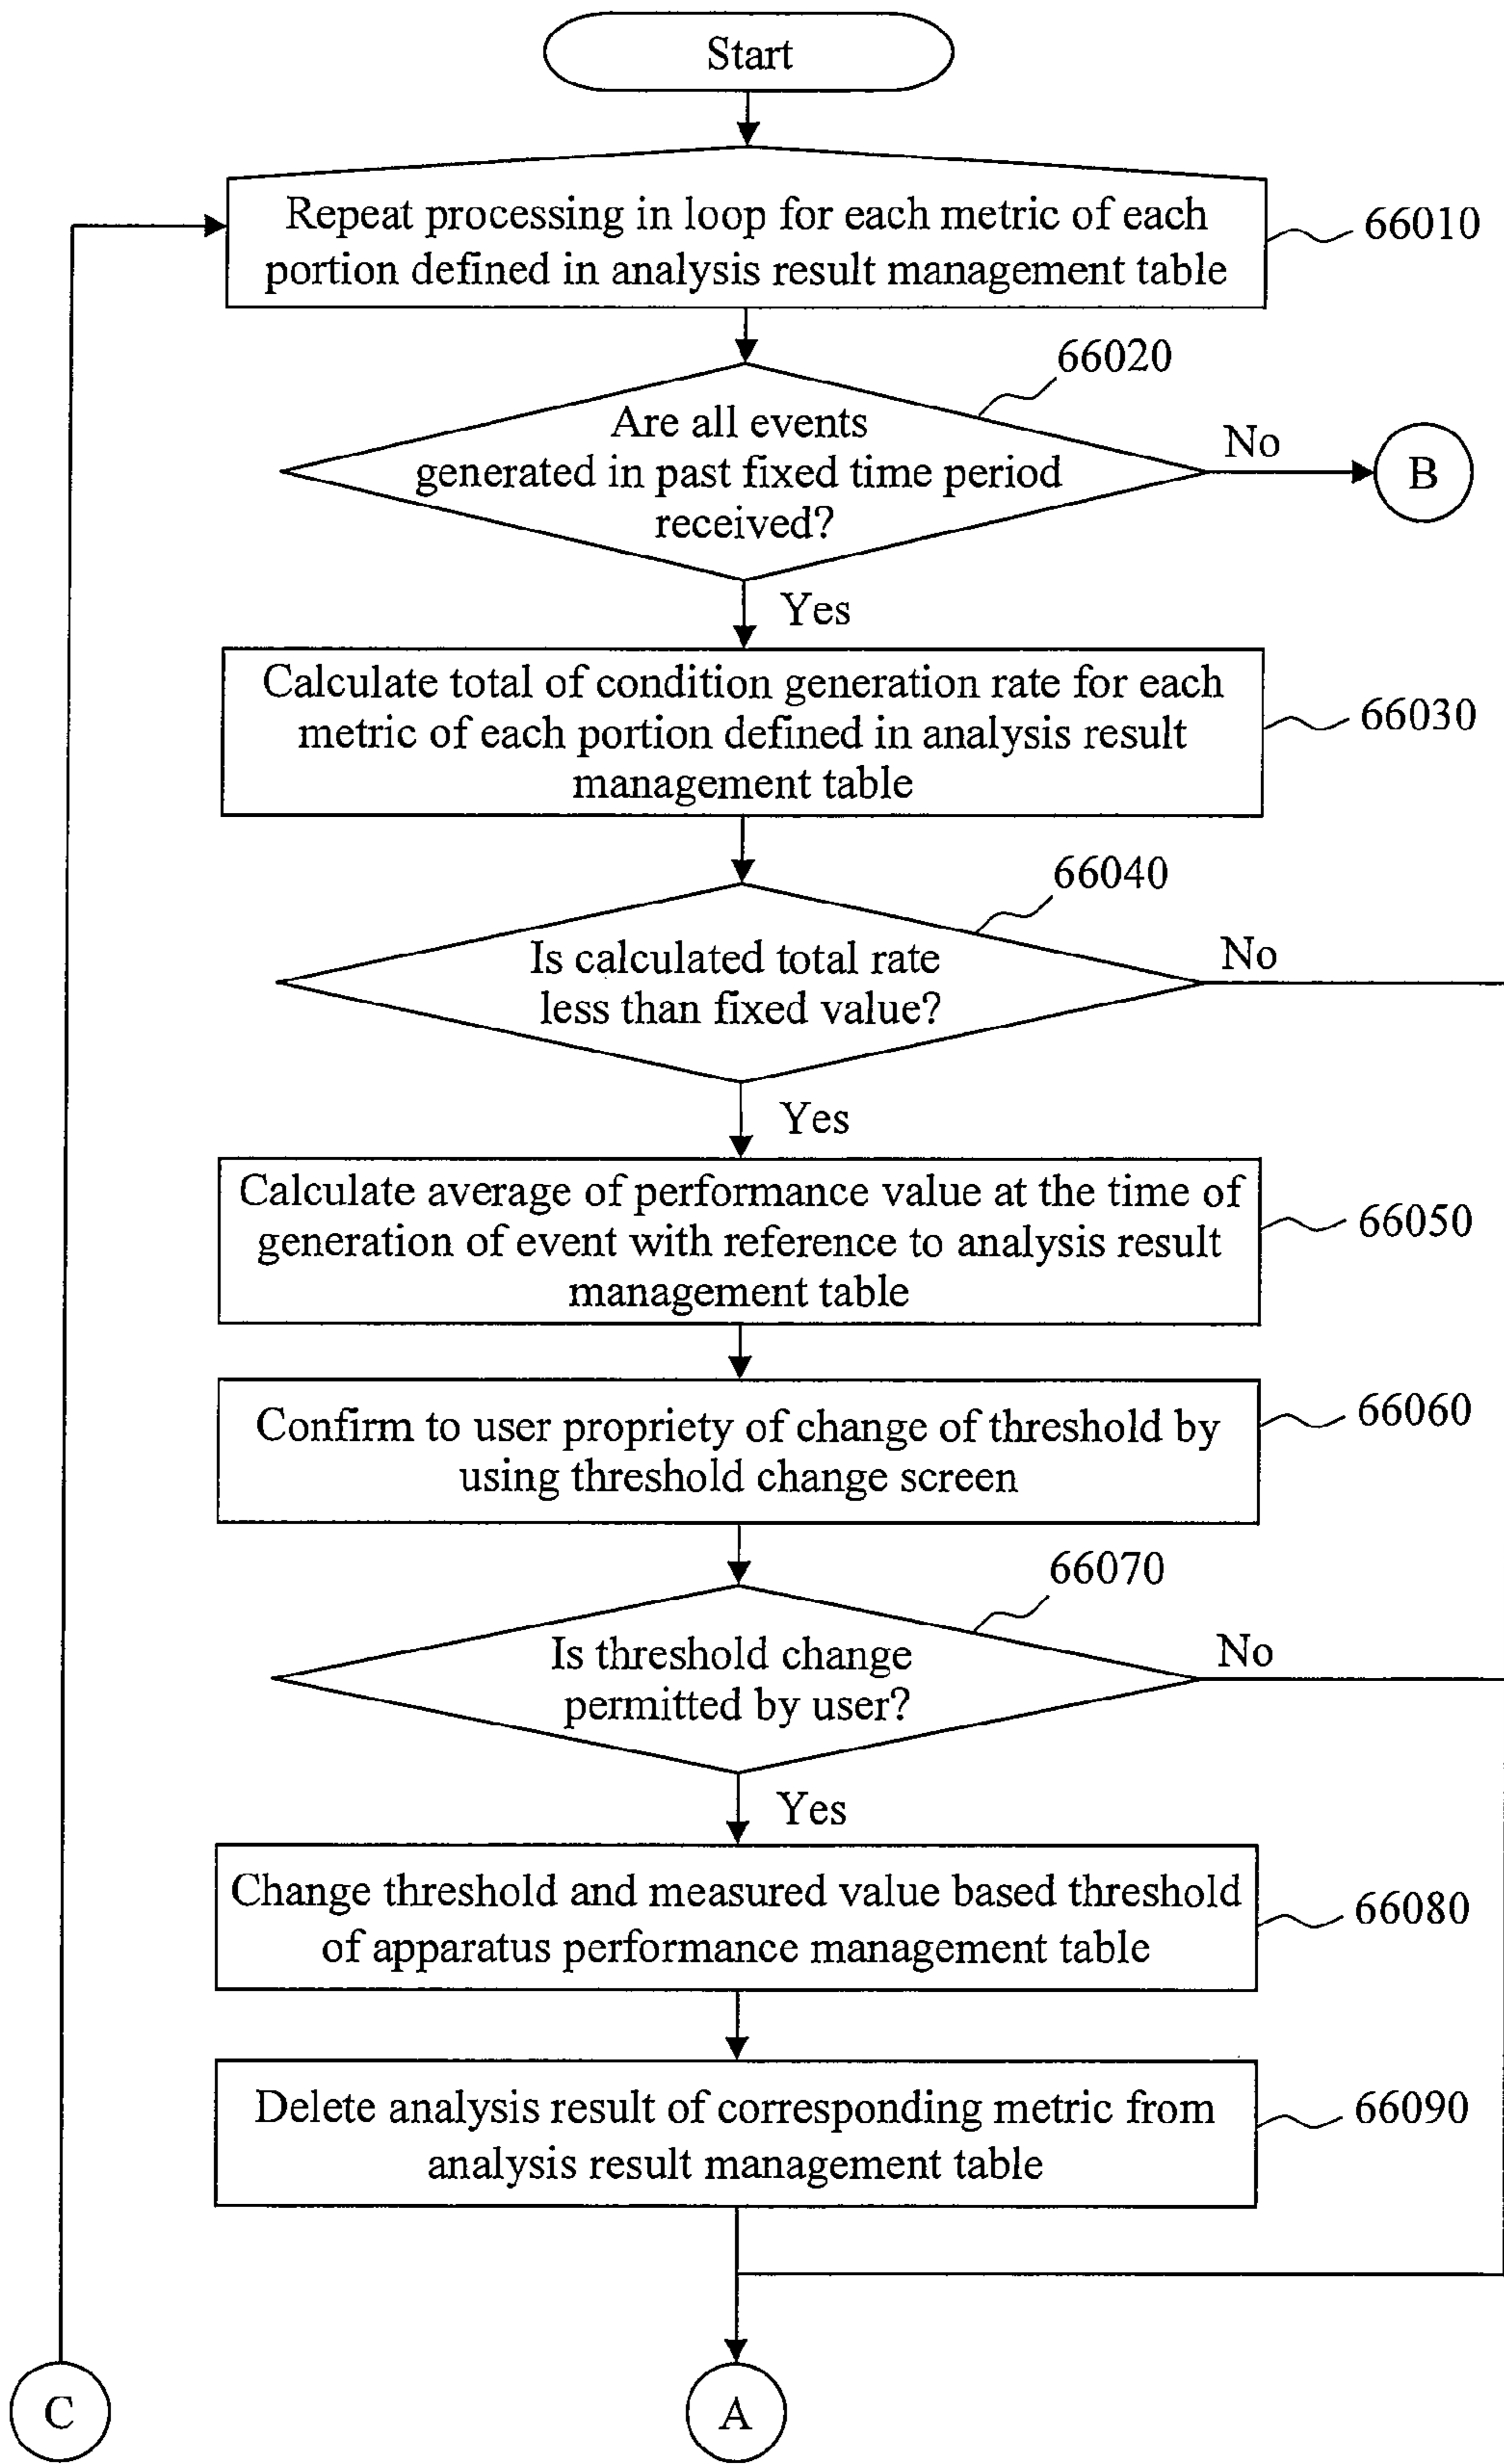 Start
Repeat processing in loop for each metric of each
portion defined in analysis result management table
66010
66020
Are all events
generated in past fixed time period
received?
No
B
Yes
Calculate total of condition generation rate for each
metric of each portion defined in analysis result
management table
66030
66040
Is calculated total rate
less than fixed value?
No
Yes
Calculate average of performance value at the time of
generation of event with reference to analysis result
management table
66050
Confirm to user propriety of change of threshold by
using threshold change screen
66060
66070
Is threshold change
permitted by user?
No
Yes
Change threshold and measured value based threshold
of apparatus performance management table
66080
Delete analysis result of corresponding metric from
analysis result management table
66090
C
A